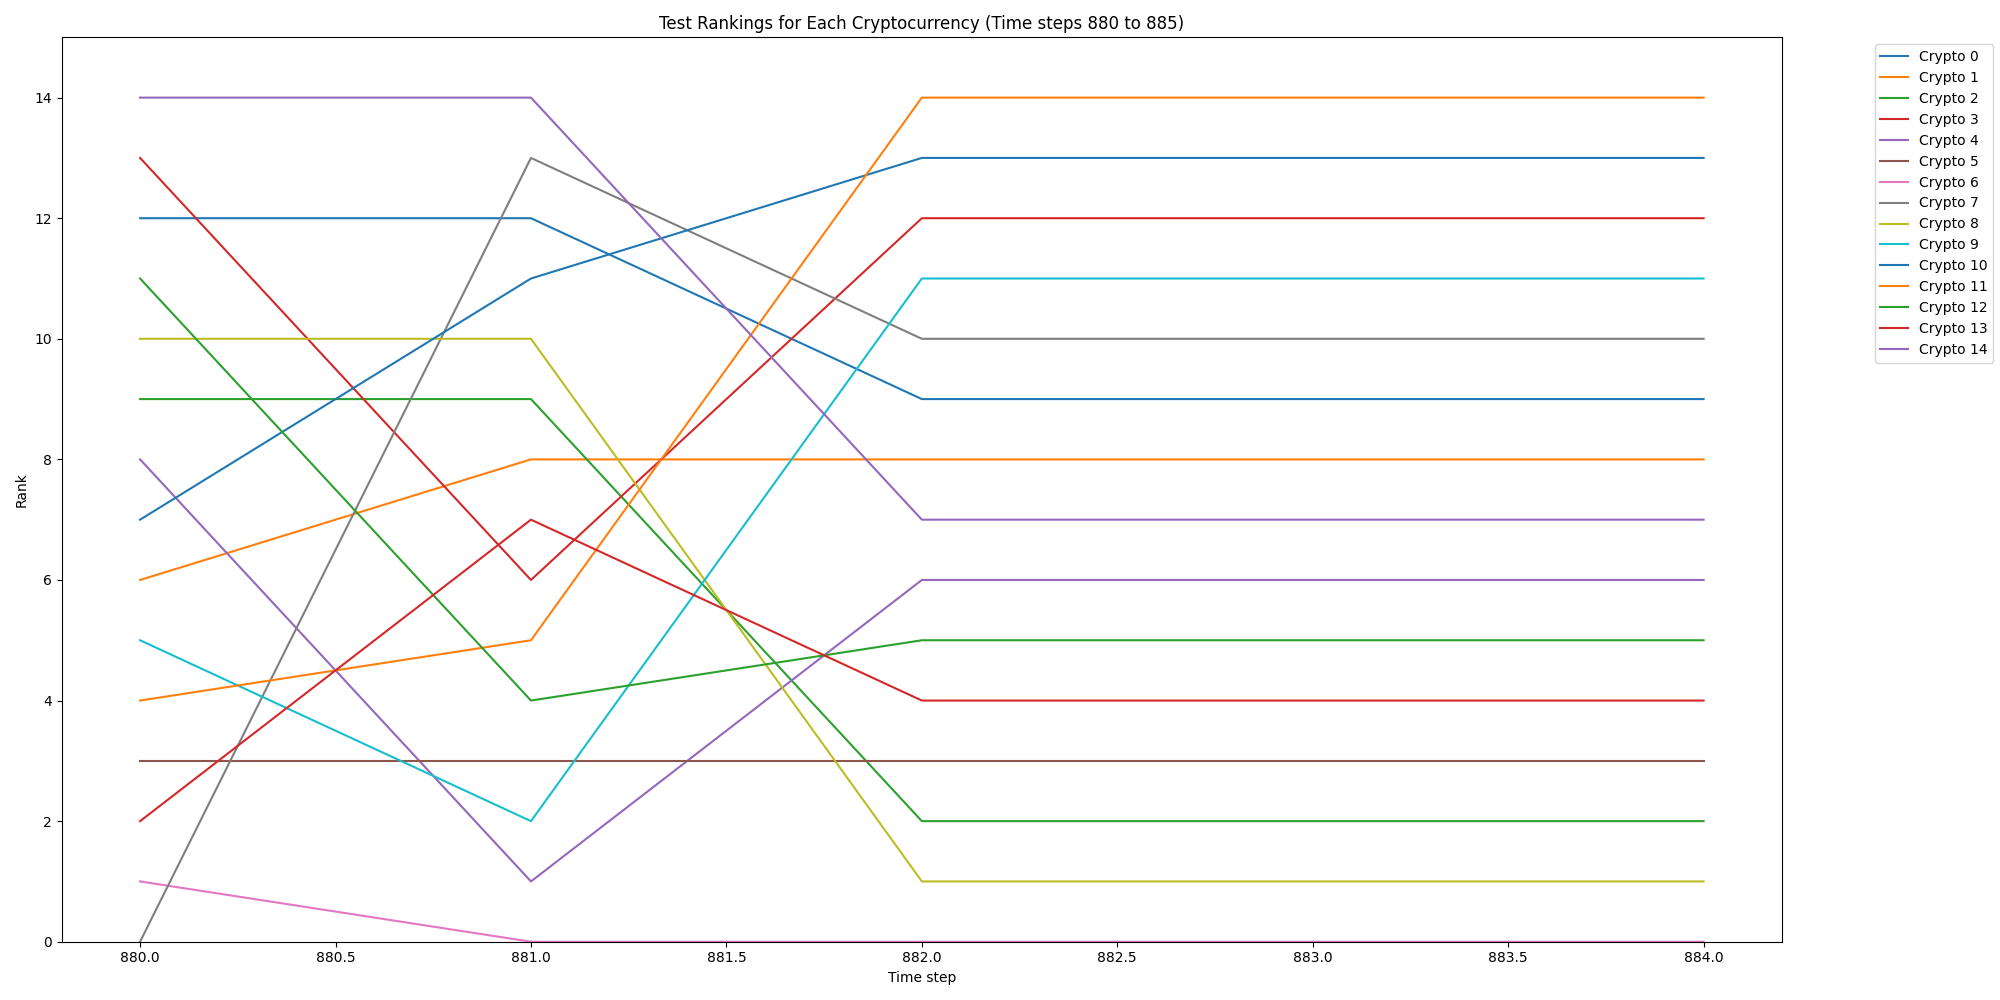 Test Rankings for Each Cryptocurrency (Time steps 880 to 885)
Rank
14
12
10
8
6
4
2
0
880.0 880.5 881.0 881.5 882.0 882.5 883.0 883.5 884.0
Time step
Crypto 0
Crypto 1
Crypto 2
Crypto 3
Crypto 4
Crypto 5
Crypto 6
Crypto 7
Crypto 8
Crypto 9
Crypto 10
Crypto 11
Crypto 12
Crypto 13
Crypto 14